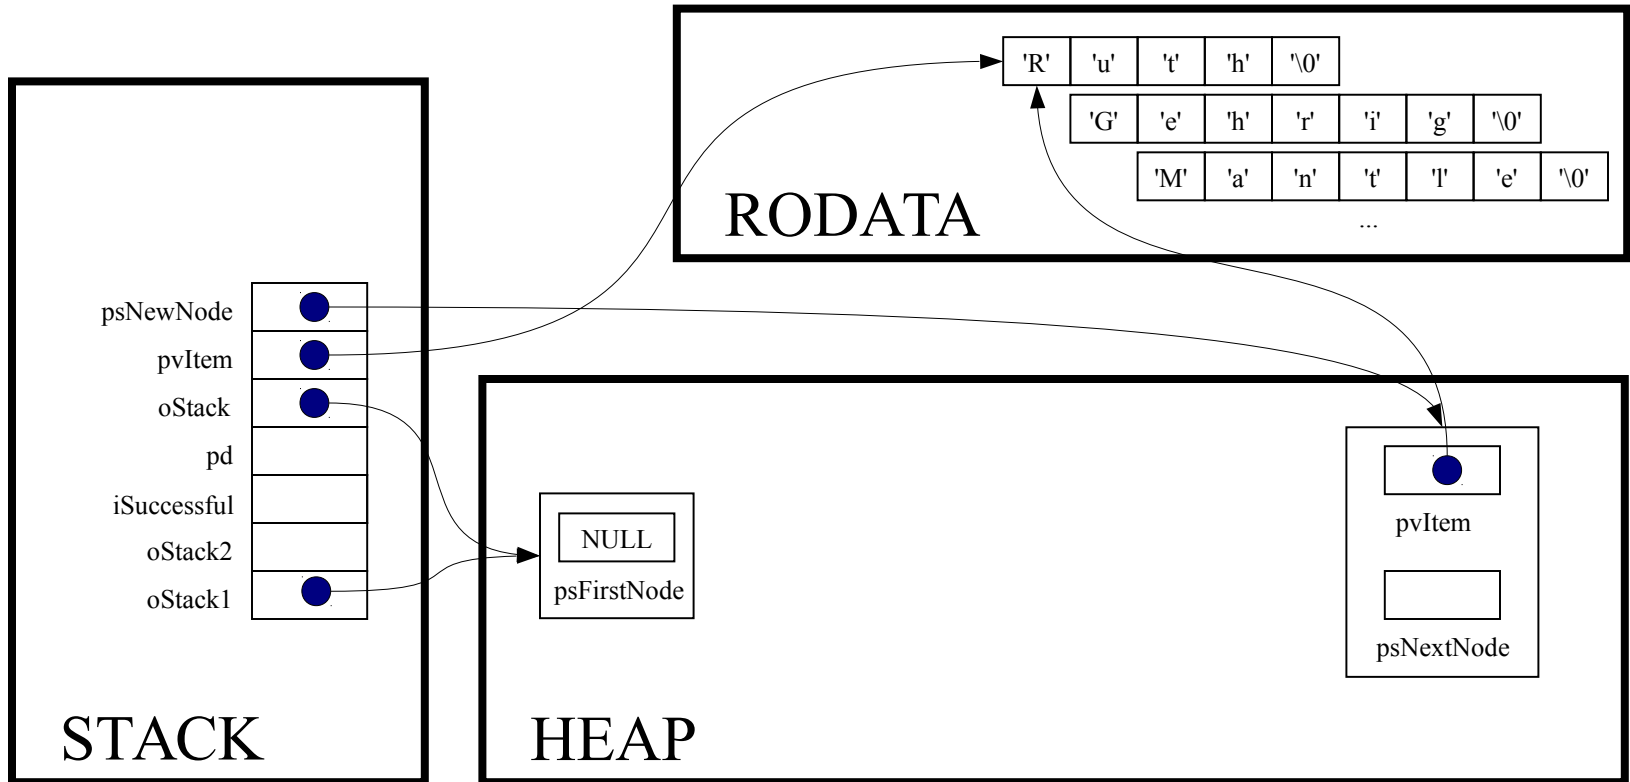 'R' 'u' 't' 'h' '\0'
'G' 'e' 'h' 'r' 'i' 'g' '\0'
'M' 'a' 'n' 't' 'l' 'e' '\0'
...
RODATA
psNewNode
pvItem
oStack
pd
iSuccessful
oStack2
oStack1
STACK
NULL
psFirstNode
pvItem
psNextNode
HEAP